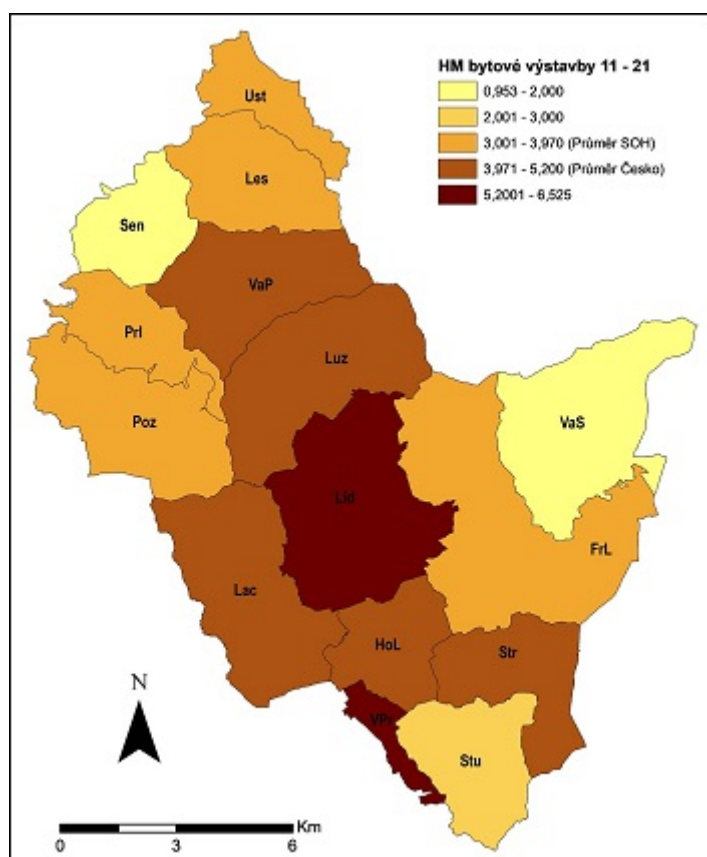 HM bytové výstavby 11 - 21
0,953 - 2,000
2,001 - 3,000
3,001 - 3,970 (Průměr SOH)
3,971 - 5,200 (Průměr Česko)
5,2001 - 6,525
Ust
Les
Sen
VaP
Prl
Luz
Poz
VaS
Lid
FrL
Lac
HoL
Str
N
VPr
Stu
Km
0 3 6